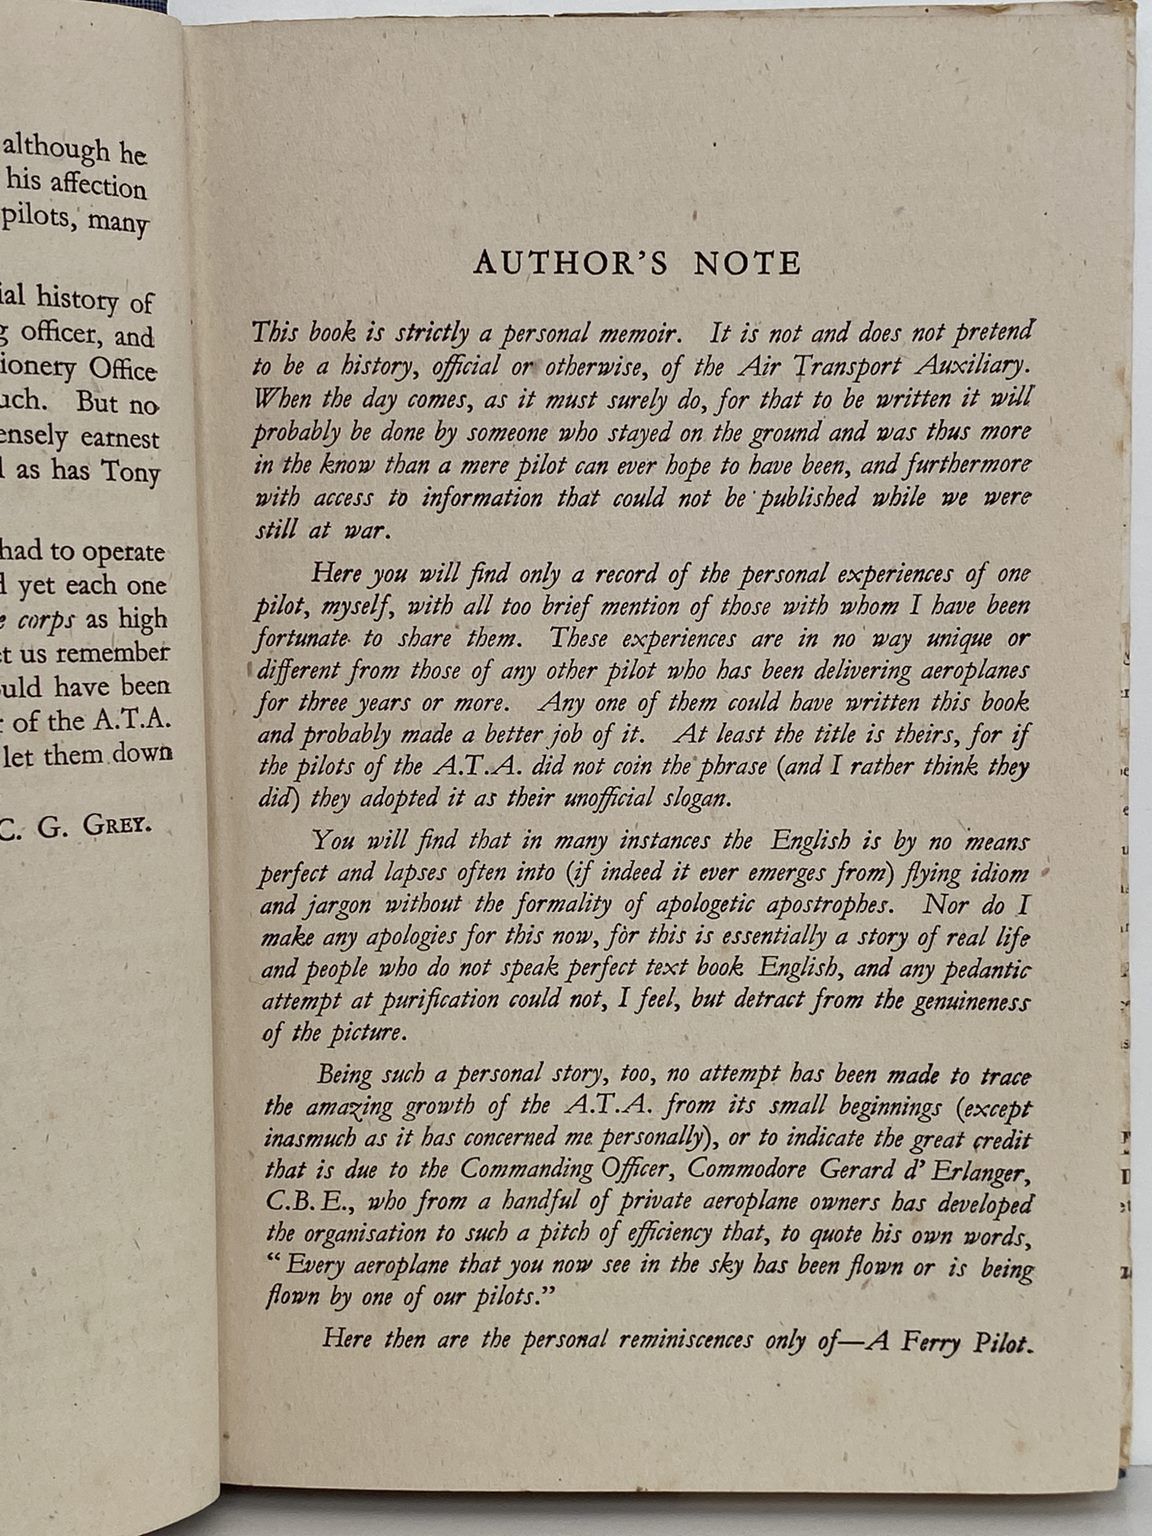 although he
his affection
pilots, many
ial history of
g officer, and
ionery Office
uch. But no
ensely earnest
as has Tony
had to operate
yet each one
corps as high
us remember
ould have been
of the A.T.A.
let them down
C. G. GREY.
AUTHOR'S NOTE
This book is strictly a personal memoir. It is not and does not pretend
to be a history, official or otherwise, of the Air Transport Auxiliary.
When the day comes, as it must surely do, for that to be written it will
probably be done by someone who stayed on the ground and was thus more
in the know than a mere pilot can ever hope to have been, and furthermore
with access to information that could not be published while we were
still at war.
Here you will find only a record of the personal experiences of one
pilot, myself, with all too brief mention of those with whom I have been
fortunate to share them. These experiences are in no way unique or
different from those of any other pilot who has been delivering aeroplanes
for three years or more. Any one of them could have written this book
and probably made a better job of it. At least the title is theirs, for if
the pilots of the A.T.A. did not coin the phrase (and I rather think they
did) they adopted it as their unofficial slogan.
You will find that in many instances the English is by no means
perfect and lapses often into (if indeed it ever emerges from) flying idiom
and jargon without the formality of apologetic apostrophes. Nor do I
make any apologies for this now, for this is essentially a story of real life
and people who do not speak perfect text book English, and any pedantic
attempt at purification could not, I feel, but detract from the genuineness
of the picture.
Being such a personal story, too, no attempt has been made to trace
the amazing growth of the A.T.A. from its small beginnings (except
inasmuch as it has concerned me personally), or to indicate the great credit
that is due to the Commanding Officer, Commodore Gerard d' Erlanger,
C.B.E., who from a handful of private aeroplane owners has developed
the organisation to such a pitch of efficiency that, to quote his own words,
"Every aeroplane that you now see in the sky has been flown or is being
flown by one of our pilots."
Here then are the personal reminiscences only of—A Ferry Pilot.